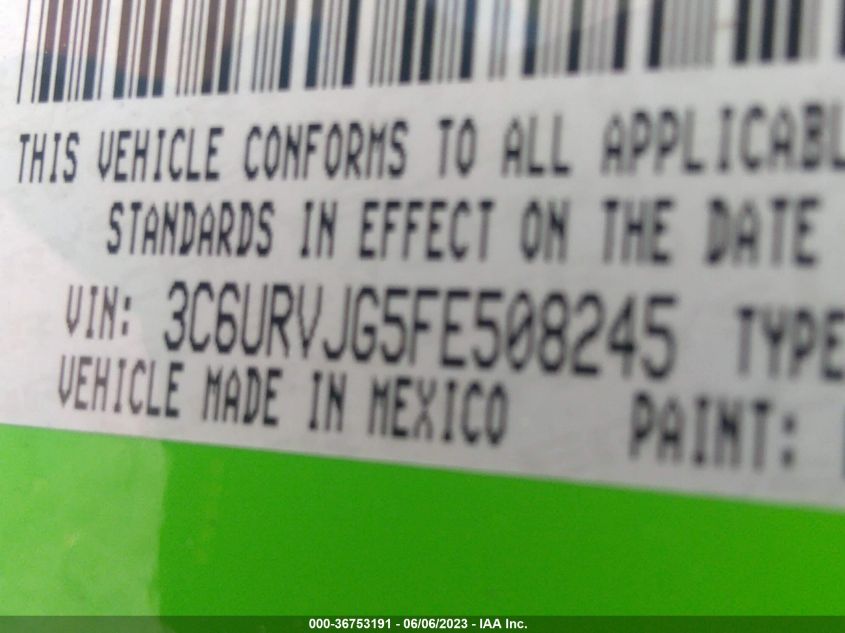 THIS VEHICLE CONFORMS TO ALL APPLICABL
STANDARDS IN EFFECT ON THE DATE
VIN: 3C6URVJG5FE508245 TYPE
VEHICLE MADE IN MEXICO PAINT:
000-36753191 - 06/06/2023 - IAA Inc.